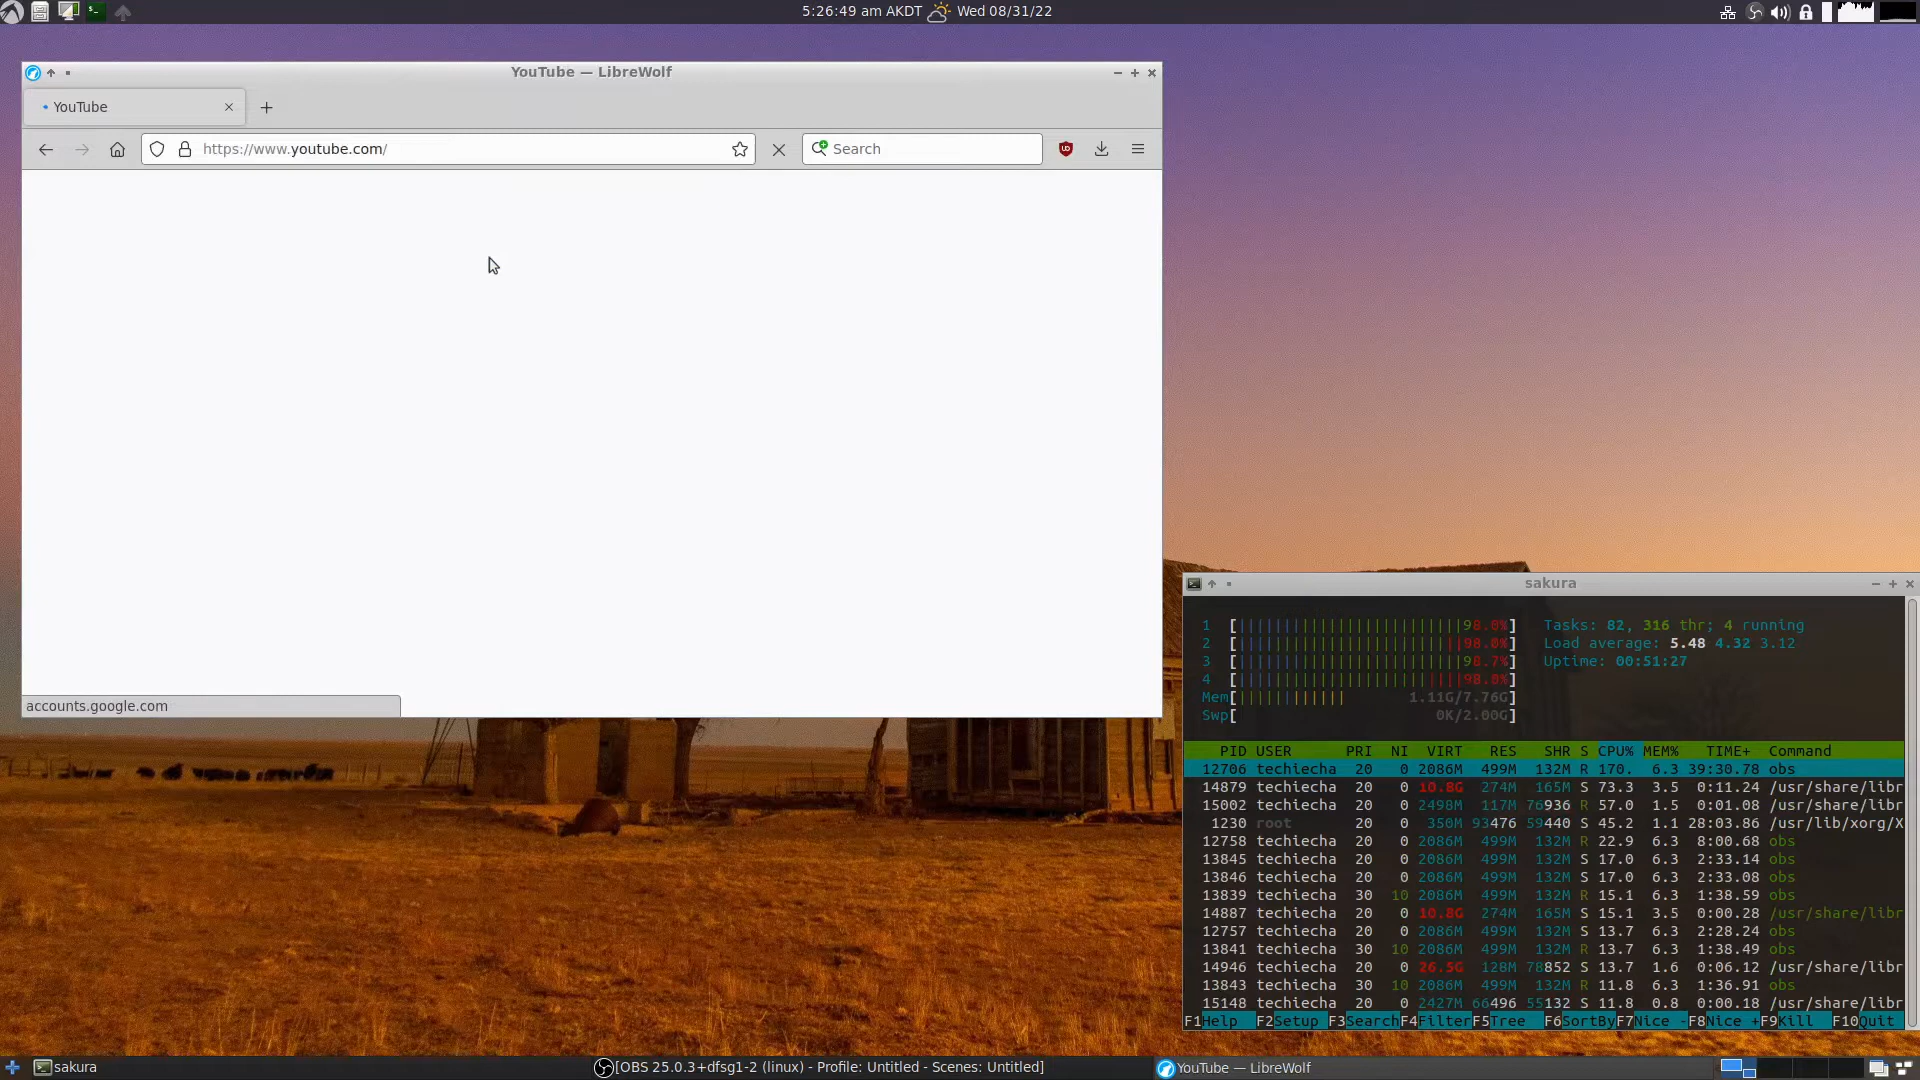 5:26:49 am AKDT Wed 08/31/22
YouTube — LibreWolf
YouTube
https://www.youtube.com/
Search
accounts.google.com
sakura
1 [98.0%]
2 [98.0%]
3 [98.7%]
4 [98.0%]
Mem[1.11G/7.76G]
Swp[0K/2.00G]
Tasks: 82, 316 thr; 4 running
Load average: 5.48 4.32 3.12
Uptime: 00:51:27
PID USER PRI NI VIRT RES SHR S CPU% MEM% TIME+ Command
12706 techiecha 20 0 2086M 499M 132M R 170. 6.3 39:30.78 obs
14879 techiecha 20 0 10.8G 274M 165M S 73.3 3.5 0:11.24 /usr/share/libr
15002 techiecha 20 0 2498M 117M 76936 R 57.0 1.5 0:01.08 /usr/share/libr
1230 root 20 0 350M 93476 59440 S 45.2 1.1 28:03.86 /usr/lib/xorg/X
12758 techiecha 20 0 2086M 499M 132M R 22.9 6.3 8:00.68 obs
13845 techiecha 20 0 2086M 499M 132M S 17.0 6.3 2:33.14 obs
13846 techiecha 20 0 2086M 499M 132M S 17.0 6.3 2:33.08 obs
13839 techiecha 30 10 2086M 499M 132M R 15.1 6.3 1:38.59 obs
14887 techiecha 20 0 10.8G 274M 165M S 15.1 3.5 0:00.28 /usr/share/libr
12757 techiecha 20 0 2086M 499M 132M S 13.7 6.3 2:28.24 obs
13841 techiecha 30 10 2086M 499M 132M R 13.7 6.3 1:38.49 obs
14946 techiecha 20 0 26.5G 128M 78852 S 13.7 1.6 0:06.12 /usr/share/libr
13843 techiecha 30 10 2086M 499M 132M R 11.8 6.3 1:36.91 obs
15148 techiecha 20 0 2427M 66496 55132 S 11.8 0.8 0:00.18 /usr/share/libr
F1Help F2Setup F3SearchF4FilterF5Tree F6SortByF7Nice -F8Nice +F9Kill F10Quit
sakura
[OBS 25.0.3+dfsg1-2 (linux) - Profile: Untitled - Scenes: Untitled]
YouTube — LibreWolf